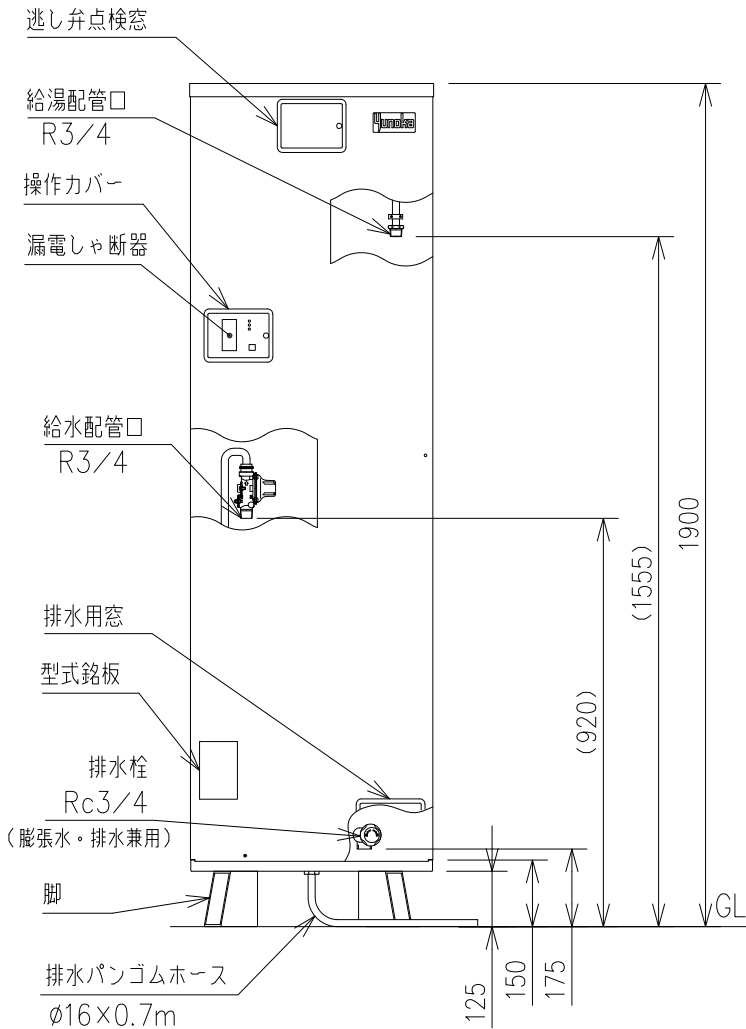 逃し弁点検窓
給湯配管口
R3/4
Yunoka
操作カバー
漏電しゃ断器
給水配管口
R3/4
排水用窓
型式銘板
排水栓
Rc3/4
(膨張水・排水兼用)
脚
排水パンゴムホース
φ16×0.7m
1900
(1555)
(920)
GL
125
150
175